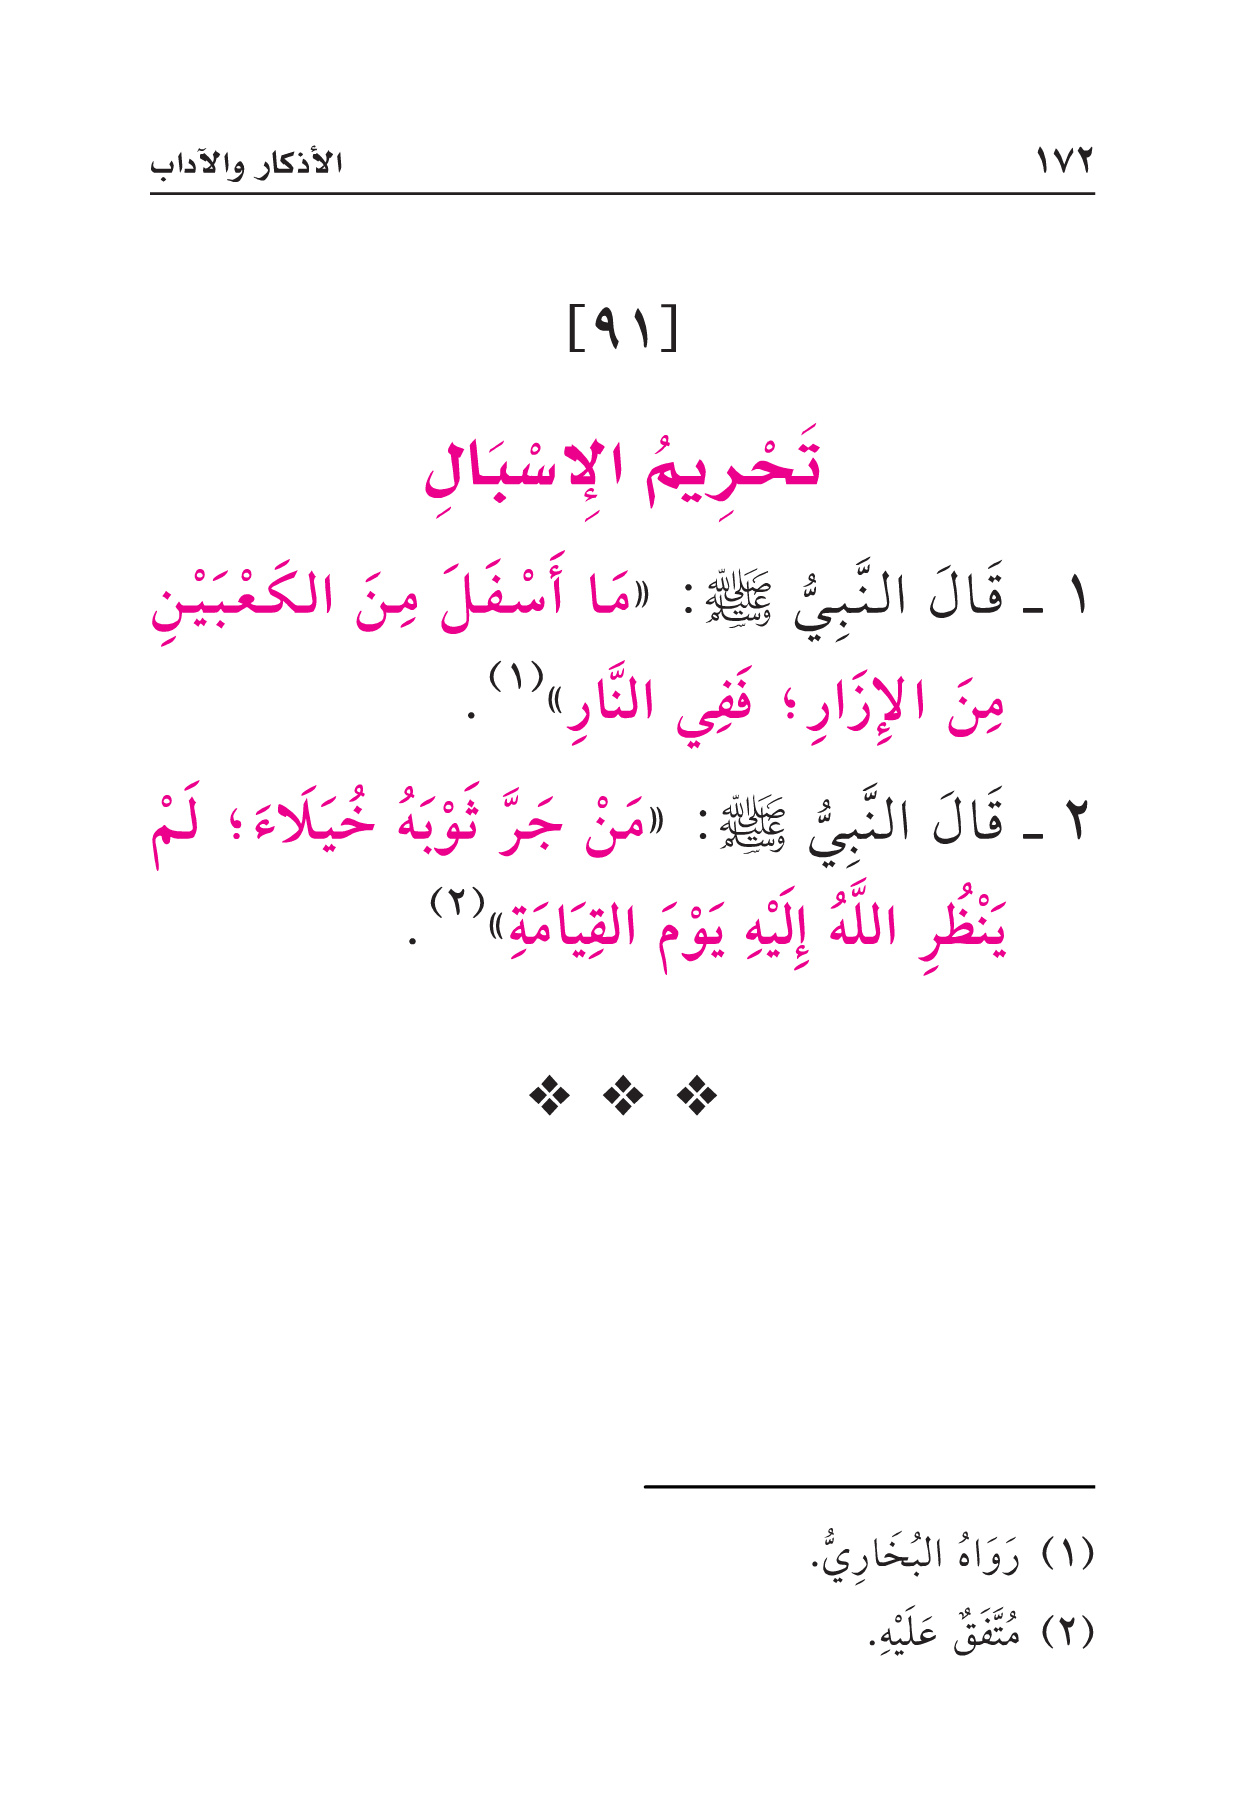 ١٧٢ الأذكار والآداب
[٩١]
تَحْرِيمُ الإِسْبَالِ
١ ـ قَالَ النَّبِيُّ ﷺ: «مَا أَسْفَلَ مِنَ الكَعْبَيْنِ
مِنَ الإِزَارِ؛ فَفِي النَّارِ»(١).
٢ ـ قَالَ النَّبِيُّ ﷺ: «مَنْ جَرَّ ثَوْبَهُ خُيَلَاءَ؛ لَمْ
يَنْظُرِ اللَّهُ إِلَيْهِ يَوْمَ القِيَامَةِ»(٢).
(١) رَوَاهُ البُخَارِيُّ.
(٢) مُتَّفَقٌ عَلَيْهِ.